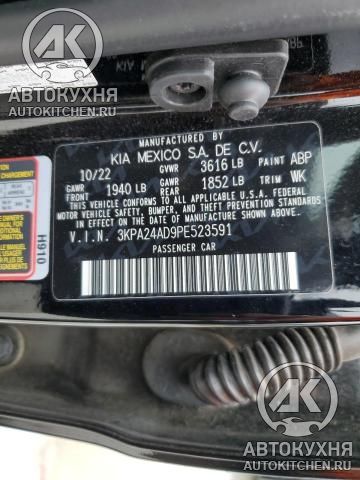 АК
АВТОКУХНЯ
AUTOKITCHEN.RU
MANUFACTURED BY
KIA MEXICO S.A. DE C.V.
10/22 GVWR 3616 LB PAINT ABP
GAWR FRONT 1940 LB GAWR REAR 1852 LB TRIM WK
THIS VEHICLE CONFORMS TO ALL APPLICABLE U.S.A. FEDERAL
MOTOR VEHICLE SAFETY, BUMPER, AND THEFT PREVENTION STANDARDS
IN EFFECT ON THE DATE OF MANUFACTURE SHOWN ABOVE.
V.I.N. 3KPA24AD9PE523591
PASSENGER CAR
H910
АК
АВТОКУХНЯ
AUTOKITCHEN.RU